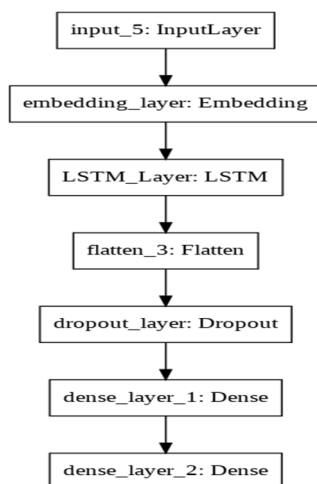 input_5: InputLayer
embedding_layer: Embedding
LSTM_Layer: LSTM
flatten_3: Flatten
dropout_layer: Dropout
dense_layer_1: Dense
dense_layer_2: Dense